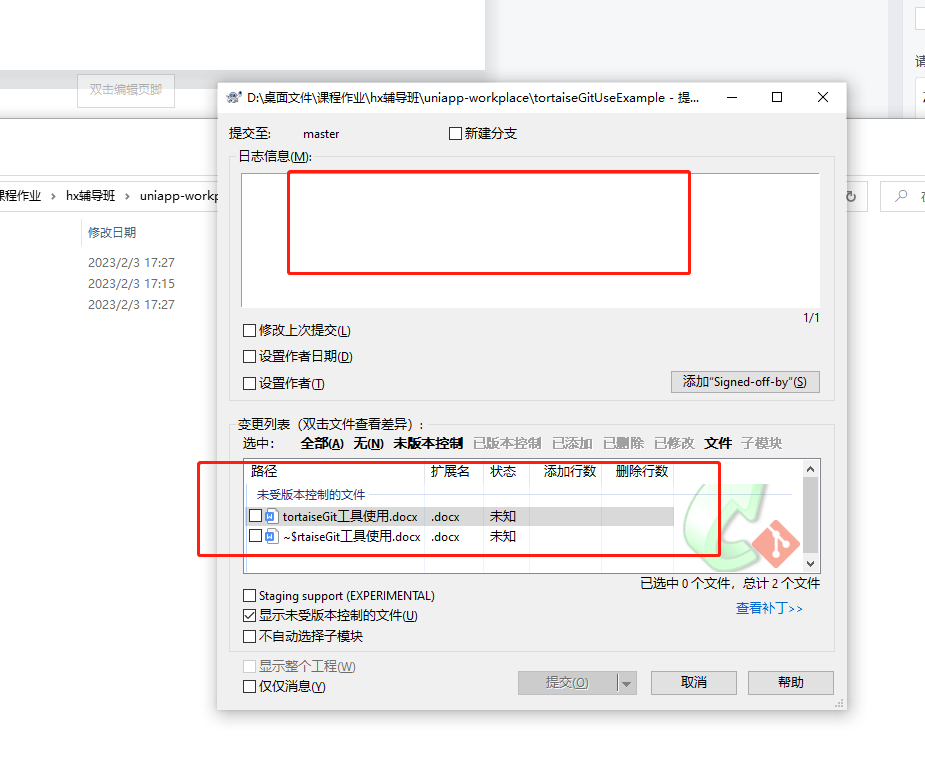 双击编辑页脚
请
D:\桌面文件\课程作业\hx辅导班\uniapp-workplace\tortaiseGitUseExample - 提...
提交至: master 新建分支
日志信息(M):
课程作业 › hx辅导班 › uniapp-workp
修改日期
2023/2/3 17:27
2023/2/3 17:15
2023/2/3 17:27
1/1
修改上次提交(L)
设置作者日期(D)
设置作者(T)
添加"Signed-off-by"(S)
变更列表（双击文件查看差异）:
选中: 全部(A) 无(N) 未版本控制 已版本控制 已添加 已删除 已修改 文件 子模块
路径 扩展名 状态 添加行数 删除行数
未受版本控制的文件
tortaiseGit工具使用.docx .docx 未知
~$rtaiseGit工具使用.docx .docx 未知
已选中 0 个文件，总计 2 个文件
查看补丁>>
Staging support (EXPERIMENTAL)
显示未受版本控制的文件(U)
不自动选择子模块
显示整个工程(W)
仅仅消息(Y)
提交(O) 取消 帮助